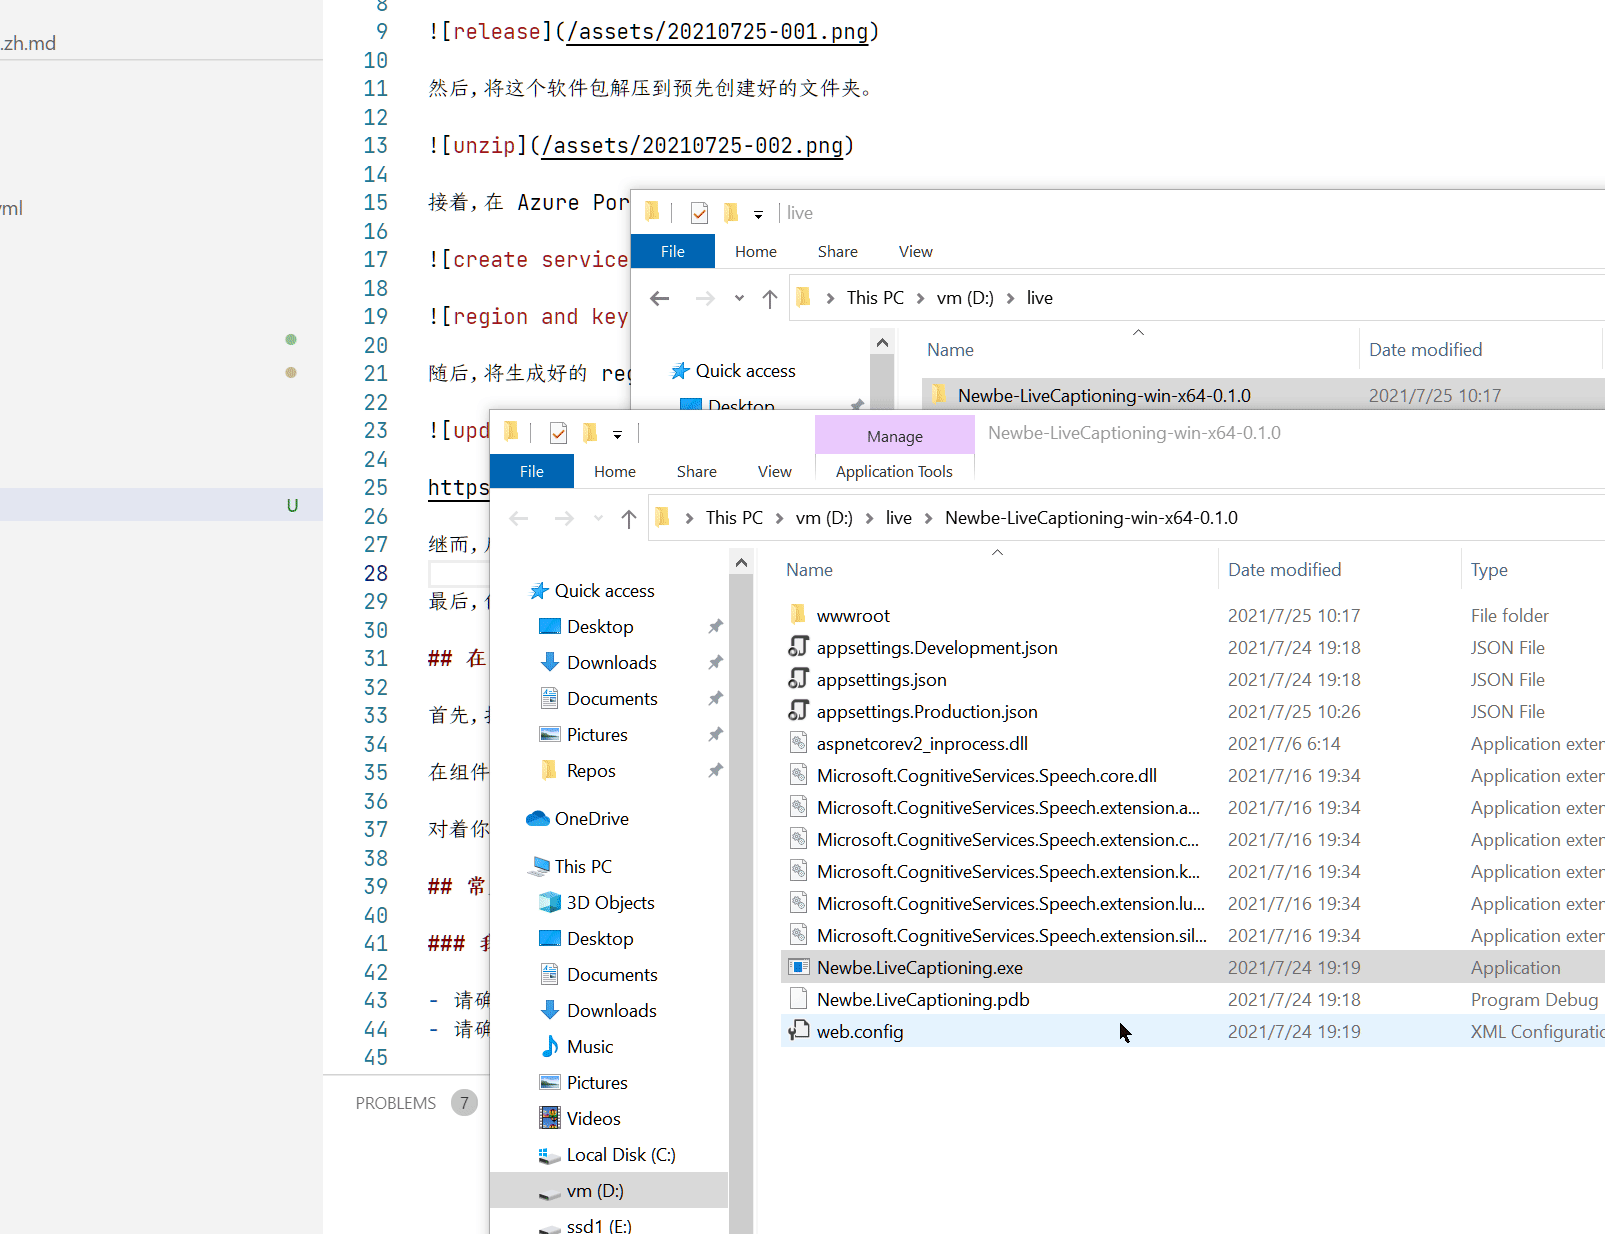 .zh.md
yml
8
9 ![release](/assets/20210725-001.png)
10
11 然后,将这个软件包解压到预先创建好的文件夹。
12
13 ![unzip](/assets/20210725-002.png)
14
15 接着,在 Azure Por
16
17 ![create service
18
19 ![region and key
20
21 随后,将生成好的 reg
22
23 ![upd
24
25 https
26
27 继而,
28
29 最后,
30
31 ## 在
32
33 首先,
34
35 在组件
36
37 对着你
38
39 ## 常
40
41 ###
42
43 - 请确
44 - 请确
45
U
PROBLEMS 7
live
File Home Share View
This PC > vm (D:) > live
Name Date modified
Quick access
Desktop
Newbe-LiveCaptioning-win-x64-0.1.0 2021/7/25 10:17
Manage Newbe-LiveCaptioning-win-x64-0.1.0
File Home Share View Application Tools
This PC > vm (D:) > live > Newbe-LiveCaptioning-win-x64-0.1.0
Quick access
Desktop
Downloads
Documents
Pictures
Repos
OneDrive
This PC
3D Objects
Desktop
Documents
Downloads
Music
Pictures
Videos
Local Disk (C:)
vm (D:)
ssd1 (E:)
Name Date modified Type
wwwroot 2021/7/25 10:17 File folder
appsettings.Development.json 2021/7/24 19:18 JSON File
appsettings.json 2021/7/24 19:18 JSON File
appsettings.Production.json 2021/7/25 10:26 JSON File
aspnetcorev2_inprocess.dll 2021/7/6 6:14 Application exten
Microsoft.CognitiveServices.Speech.core.dll 2021/7/16 19:34 Application exten
Microsoft.CognitiveServices.Speech.extension.a... 2021/7/16 19:34 Application exten
Microsoft.CognitiveServices.Speech.extension.c... 2021/7/16 19:34 Application exten
Microsoft.CognitiveServices.Speech.extension.k... 2021/7/16 19:34 Application exten
Microsoft.CognitiveServices.Speech.extension.lu... 2021/7/16 19:34 Application exten
Microsoft.CognitiveServices.Speech.extension.sil... 2021/7/16 19:34 Application exten
Newbe.LiveCaptioning.exe 2021/7/24 19:19 Application
Newbe.LiveCaptioning.pdb 2021/7/24 19:18 Program Debug
web.config 2021/7/24 19:19 XML Configuratio